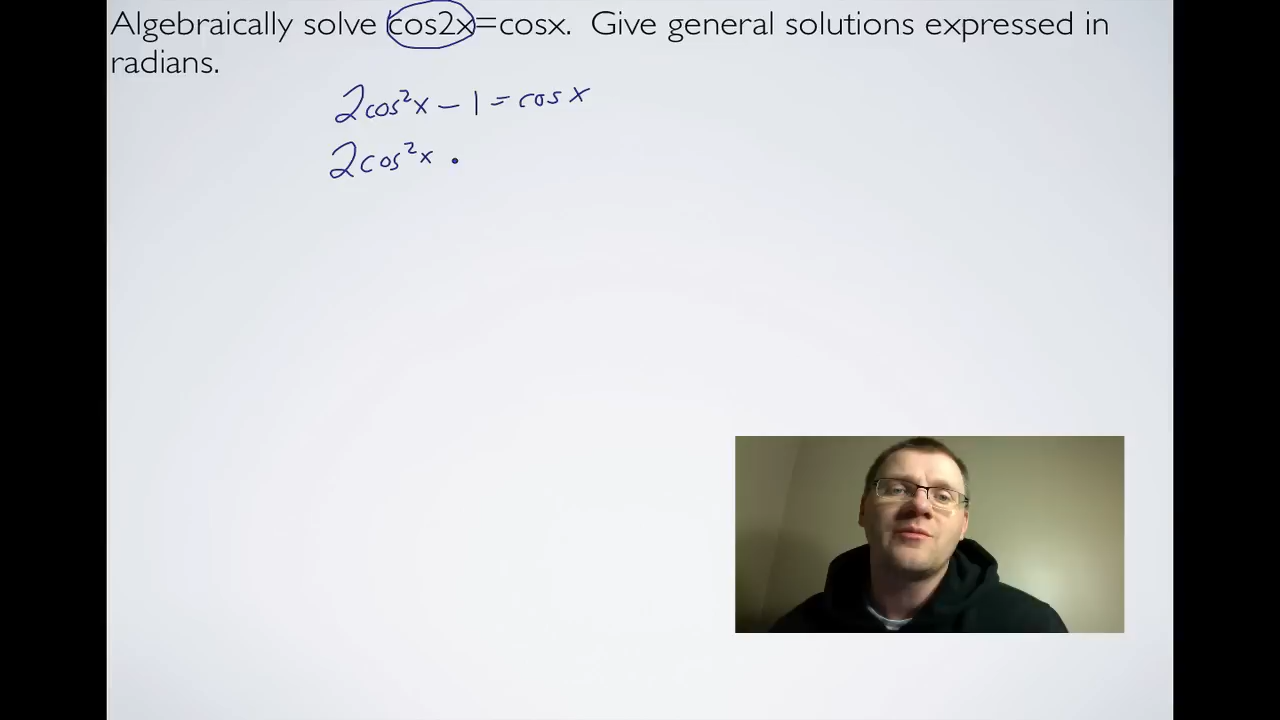 Algebraically solve cos2x=cosx. Give general solutions expressed in
radians.
2cos²x − 1 = cos x
2cos²x